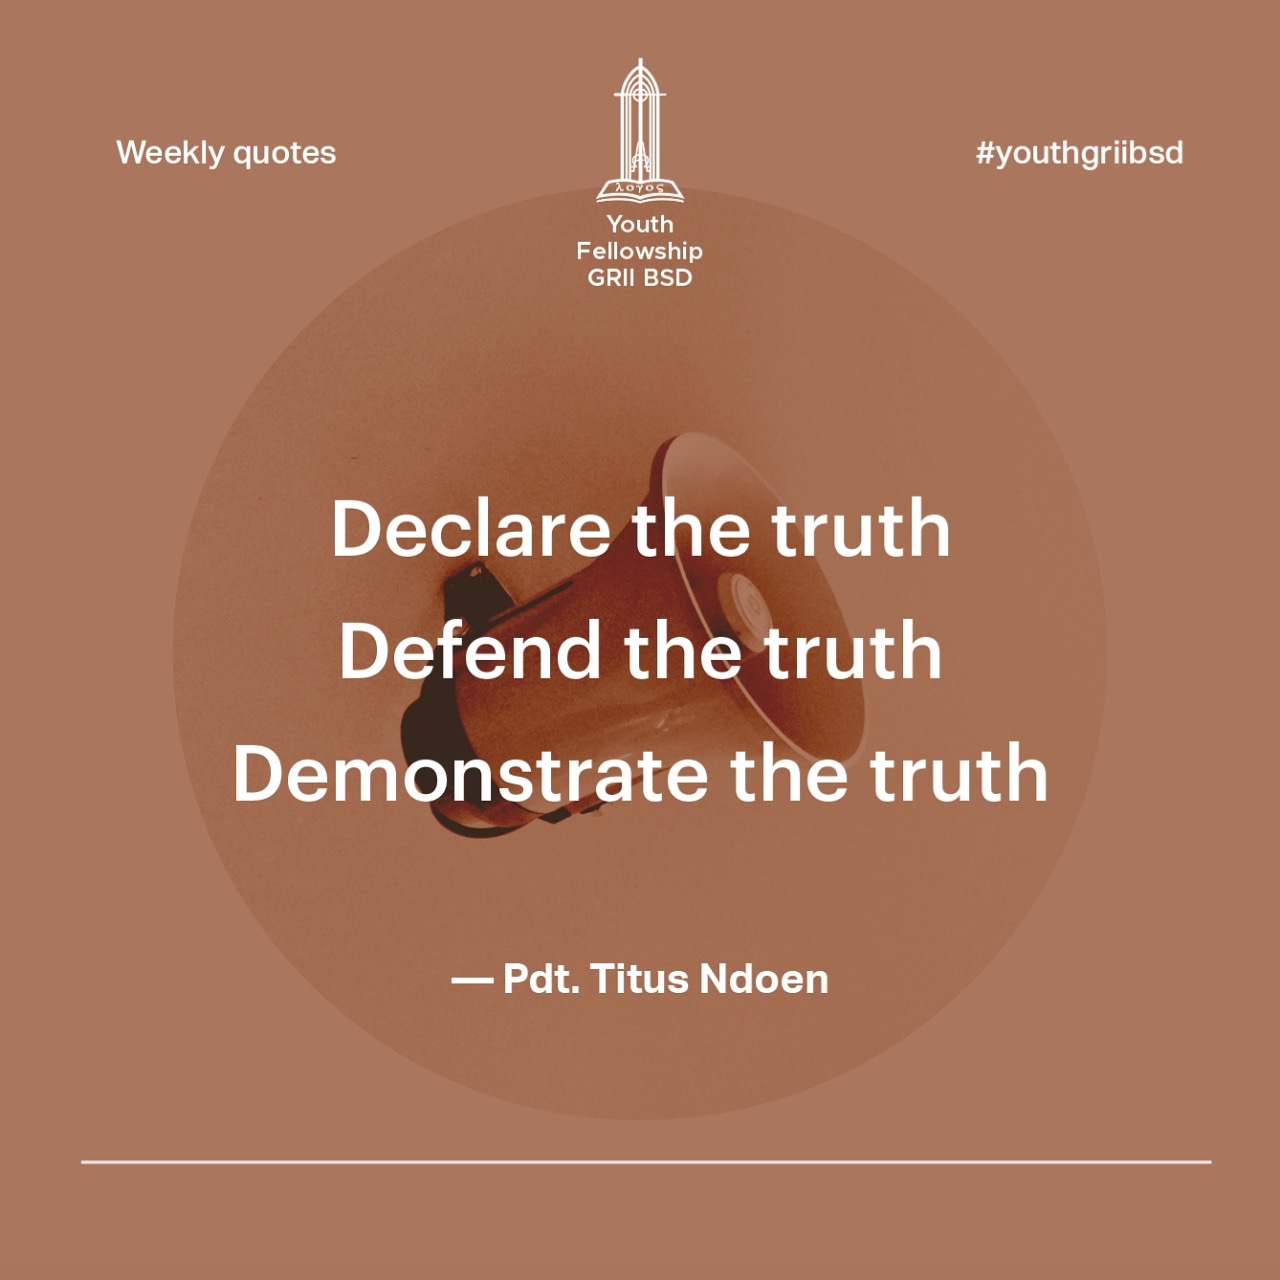 Weekly quotes
#youthgriibsd
λογος
Youth
Fellowship
GRII BSD
Declare the truth
Defend the truth
Demonstrate the truth
— Pdt. Titus Ndoen